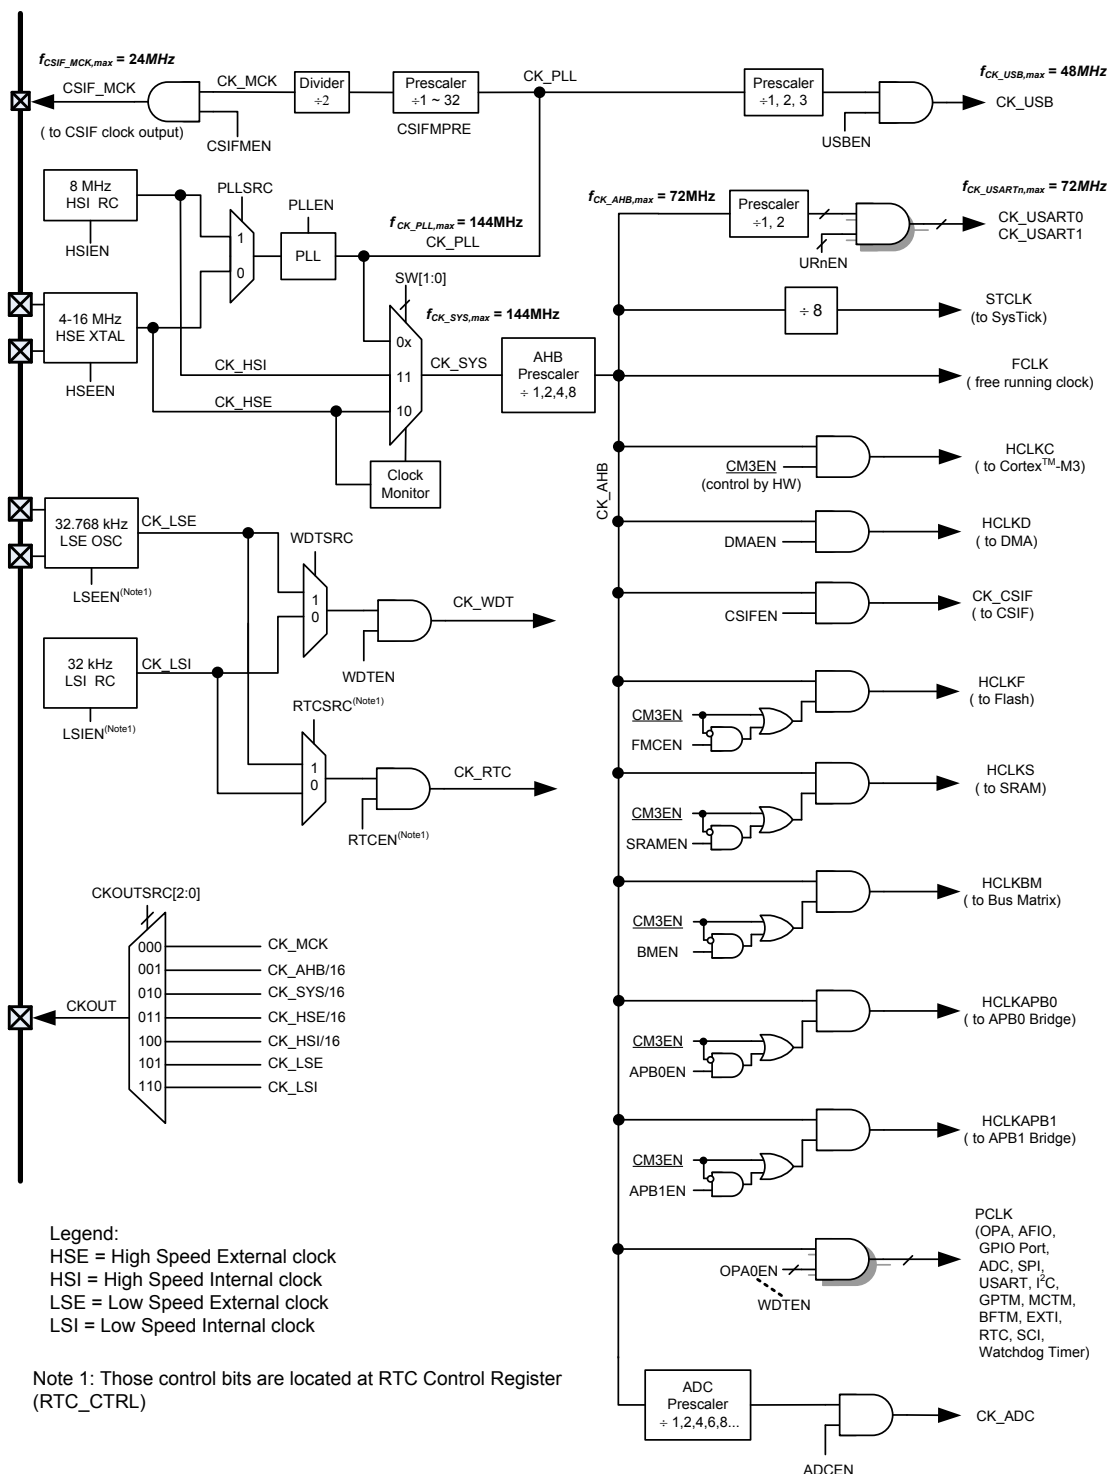 fCSIF_MCK,max = 24MHz
CSIF_MCK
( to CSIF clock output)
CSIFMEN
CK_MCK
Divider
÷2
Prescaler
÷1 ~ 32
CSIFMPRE
CK_PLL
Prescaler
÷1, 2, 3
USBEN
fCK_USB,max = 48MHz
CK_USB
8 MHz
HSI RC
HSIEN
PLLSRC
1
0
PLLEN
PLL
fCK_PLL,max = 144MHz
CK_PLL
fCK_AHB,max = 72MHz
Prescaler
÷1, 2
URnEN
fCK_USARTn,max = 72MHz
CK_USART0
CK_USART1
4-16 MHz
HSE XTAL
HSEEN
SW[1:0]
0x
11
10
CK_HSI
CK_HSE
Clock
Monitor
fCK_SYS,max = 144MHz
CK_SYS
AHB
Prescaler
÷ 1,2,4,8
CK_AHB
÷ 8
STCLK
(to SysTick)
FCLK
( free running clock)
CM3EN
(control by HW)
HCLKC
( to Cortex™-M3)
32.768 kHz
LSE OSC
CK_LSE
LSEEN(Note1)
WDTSRC
1
0
CK_WDT
WDTEN
DMAEN
HCLKD
( to DMA)
CSIFEN
CK_CSIF
( to CSIF)
32 kHz
LSI RC
CK_LSI
LSIEN(Note1)
RTCSRC(Note1)
1
0
CK_RTC
RTCEN(Note1)
CM3EN
FMCEN
HCLKF
( to Flash)
CM3EN
SRAMEN
HCLKS
( to SRAM)
CKOUTSRC[2:0]
CKOUT
000 CK_MCK
001 CK_AHB/16
010 CK_SYS/16
011 CK_HSE/16
100 CK_HSI/16
101 CK_LSE
110 CK_LSI
CM3EN
BMEN
HCLKBM
( to Bus Matrix)
CM3EN
APB0EN
HCLKAPB0
( to APB0 Bridge)
CM3EN
APB1EN
HCLKAPB1
( to APB1 Bridge)
OPA0EN
WDTEN
PCLK
(OPA, AFIO,
GPIO Port,
ADC, SPI,
USART, I²C,
GPTM, MCTM,
BFTM, EXTI,
RTC, SCI,
Watchdog Timer)
ADC
Prescaler
÷ 1,2,4,6,8...
ADCEN
CK_ADC
Legend:
HSE = High Speed External clock
HSI = High Speed Internal clock
LSE = Low Speed External clock
LSI = Low Speed Internal clock
Note 1: Those control bits are located at RTC Control Register
(RTC_CTRL)